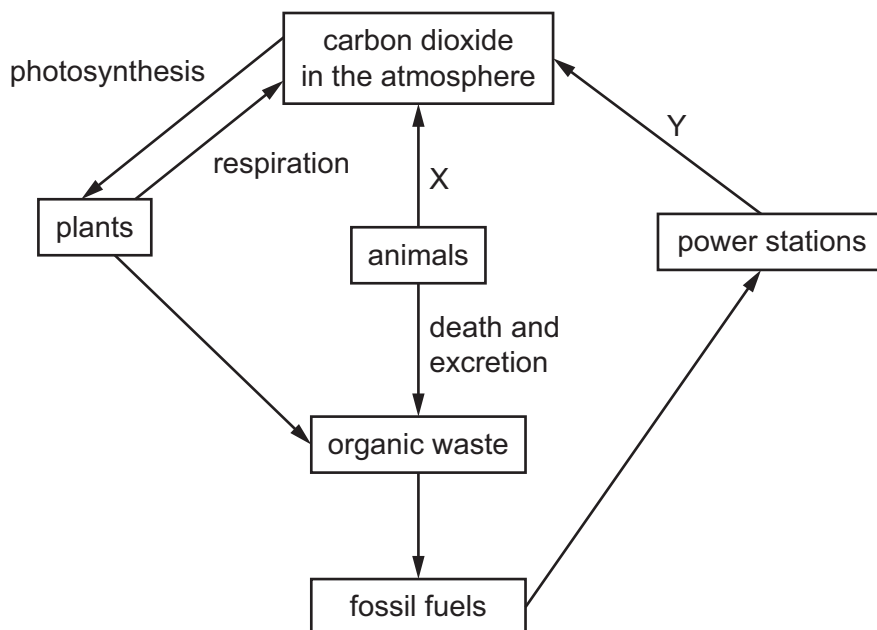 carbon dioxide
in the atmosphere
photosynthesis
respiration
X
Y
plants
animals
power stations
death and
excretion
organic waste
fossil fuels